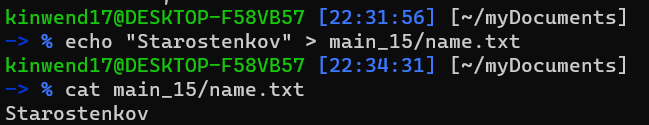 kinwend17@DESKTOP-F58VB57 [22:31:56] [~/myDocuments]
-> % echo "Starostenkov" > main_15/name.txt
kinwend17@DESKTOP-F58VB57 [22:34:31] [~/myDocuments]
-> % cat main_15/name.txt
Starostenkov